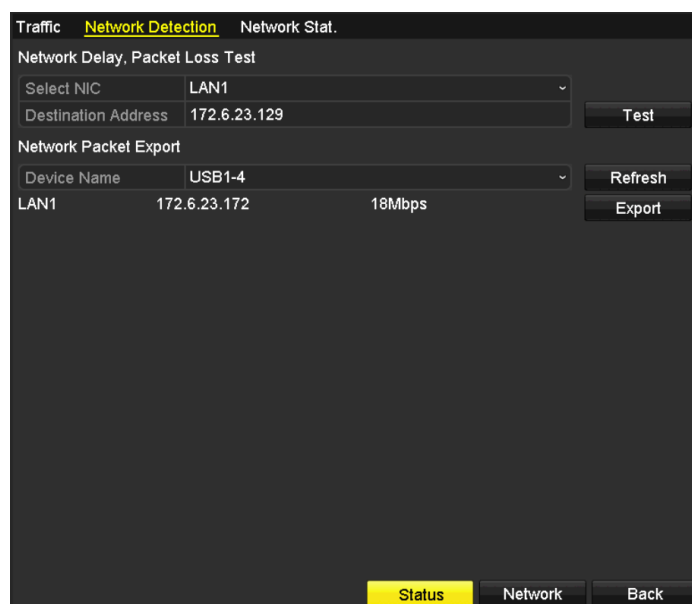 Traffic Network Detection Network Stat.
Network Delay, Packet Loss Test
Select NIC LAN1
Destination Address 172.6.23.129 Test
Network Packet Export
Device Name USB1-4 Refresh
LAN1 172.6.23.172 18Mbps Export
Status Network Back